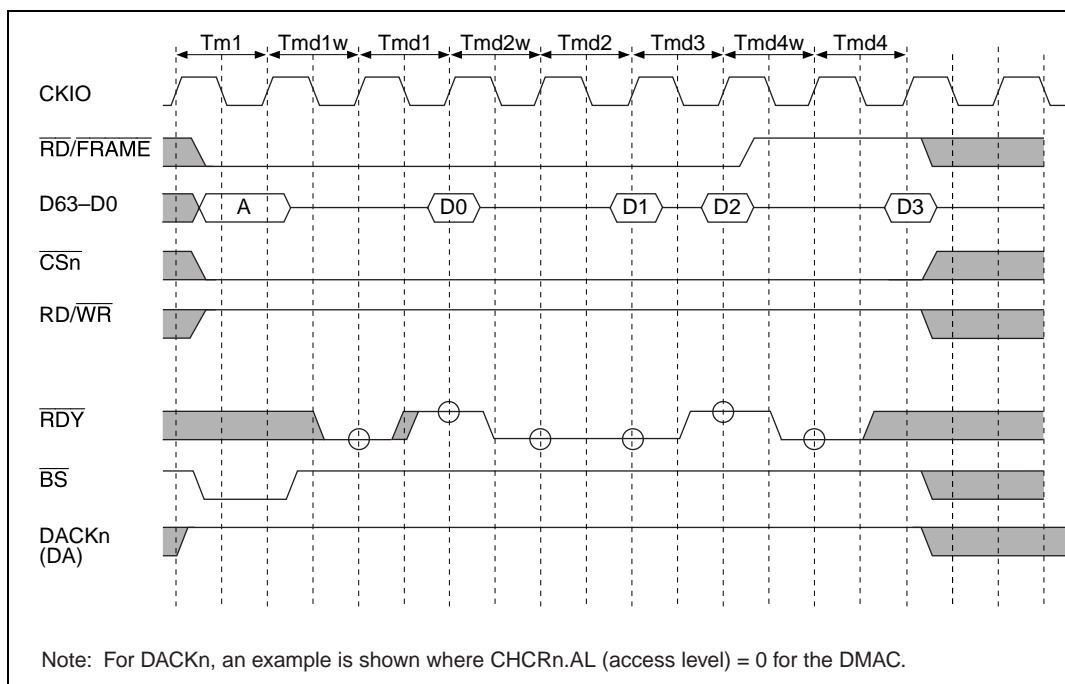 Tm1 Tmd1w Tmd1 Tmd2w Tmd2 Tmd3 Tmd4w Tmd4
CKIO
RD/FRAME
D63–D0 A D0 D1 D2 D3
CSn
RD/WR
RDY
BS
DACKn
(DA)
Note: For DACKn, an example is shown where CHCRn.AL (access level) = 0 for the DMAC.